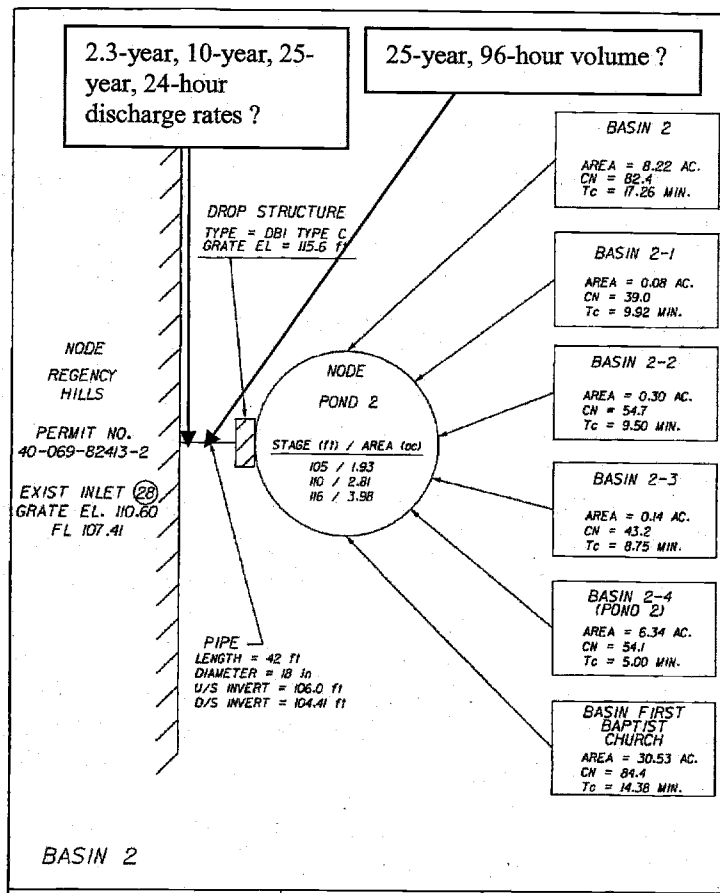 2.3-year, 10-year, 25-
year, 24-hour
discharge rates ?
25-year, 96-hour volume ?
DROP STRUCTURE
TYPE = DBI TYPE C
GRATE EL = 115.6 ft
NODE
REGENCY
HILLS
PERMIT NO.
40-069-82413-2
EXIST INLET 28
GRATE EL. 110.60
FL 107.41
NODE
POND 2
STAGE (ft) / AREA (ac)
105 / 1.93
110 / 2.81
116 / 3.98
PIPE
LENGTH = 42 ft
DIAMETER = 18 in
U/S INVERT = 106.0 ft
D/S INVERT = 104.41 ft
BASIN 2
AREA = 8.22 AC.
CN = 82.4
Tc = 17.26 MIN.
BASIN 2-1
AREA = 0.08 AC.
CN = 39.0
Tc = 9.92 MIN.
BASIN 2-2
AREA = 0.30 AC.
CN = 54.7
Tc = 9.50 MIN.
BASIN 2-3
AREA = 0.14 AC.
CN = 43.2
Tc = 8.75 MIN.
BASIN 2-4
(POND 2)
AREA = 6.34 AC.
CN = 54.1
Tc = 5.00 MIN.
BASIN FIRST
BAPTIST
CHURCH
AREA = 30.53 AC.
CN = 84.4
Tc = 14.38 MIN.
BASIN 2